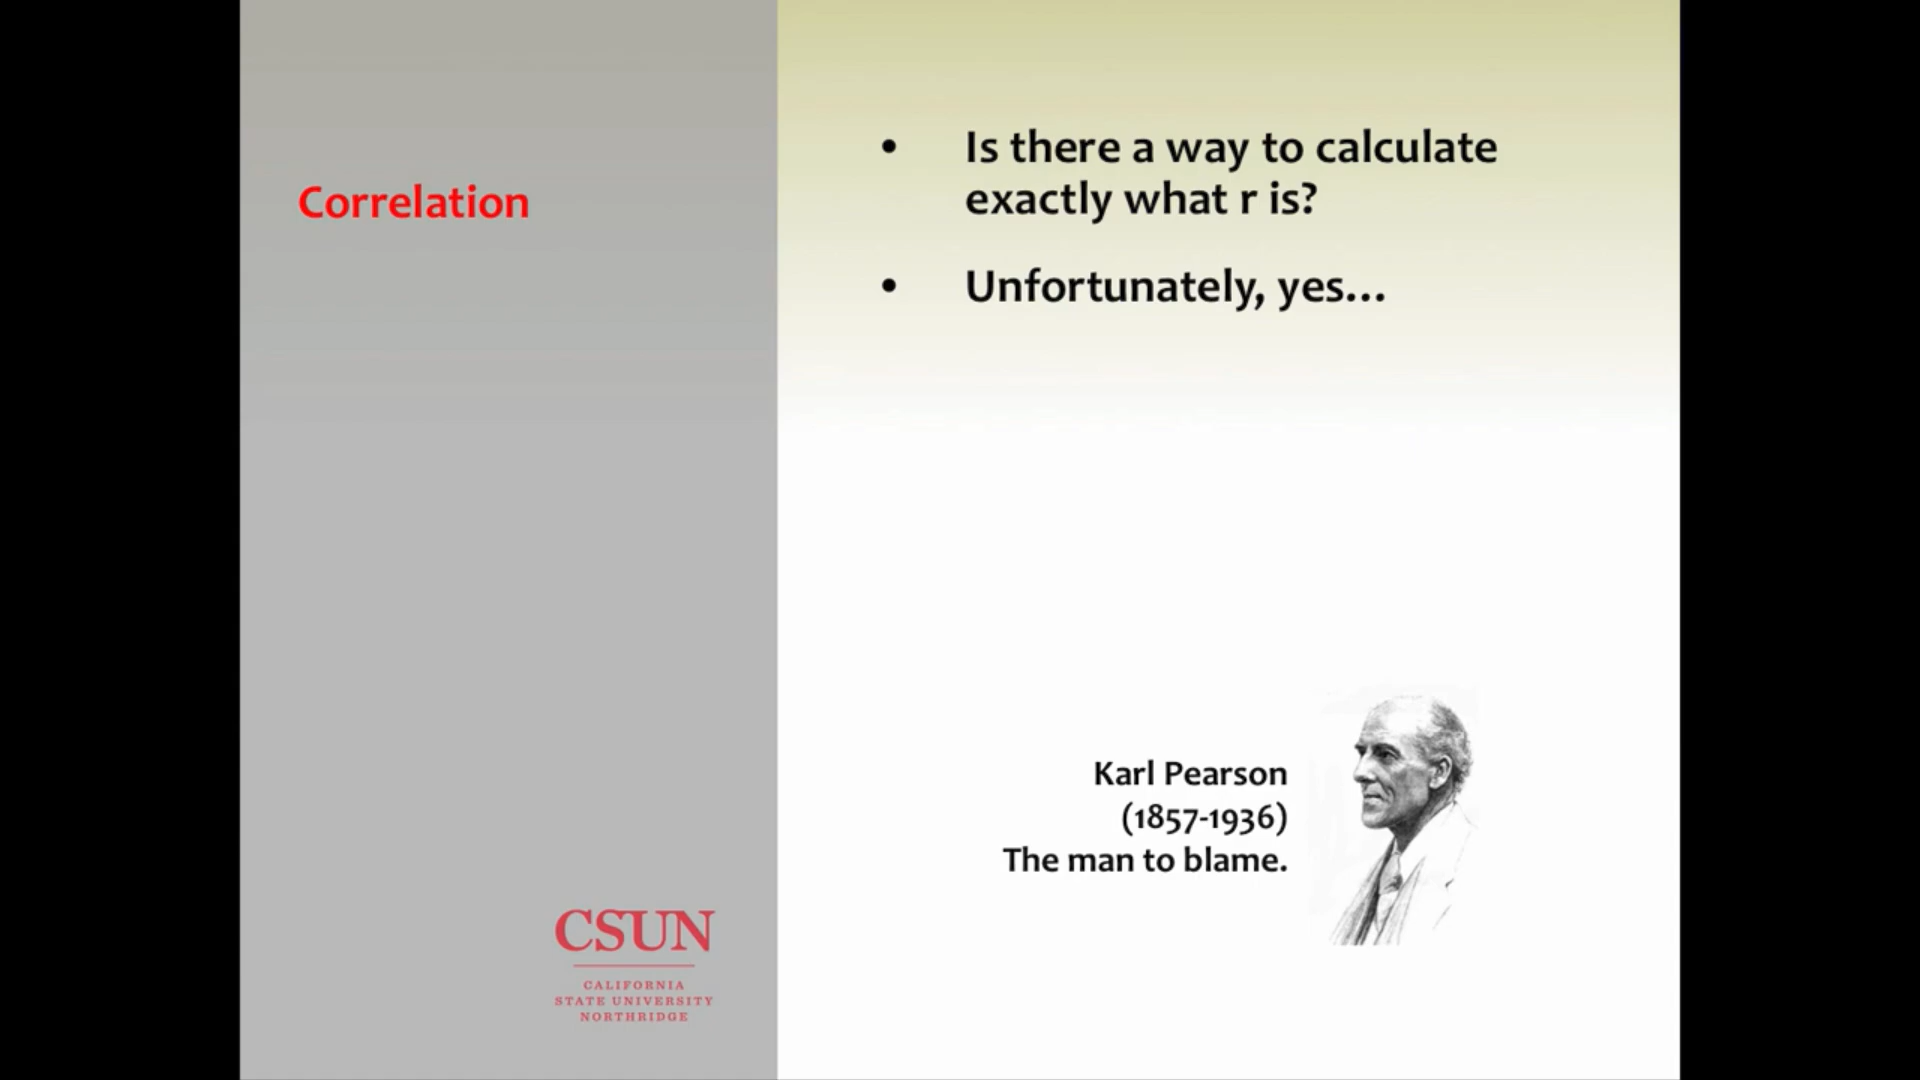 Correlation
• Is there a way to calculate
exactly what r is?
• Unfortunately, yes...
Karl Pearson
(1857-1936)
The man to blame.
CSUN
CALIFORNIA
STATE UNIVERSITY
NORTHRIDGE